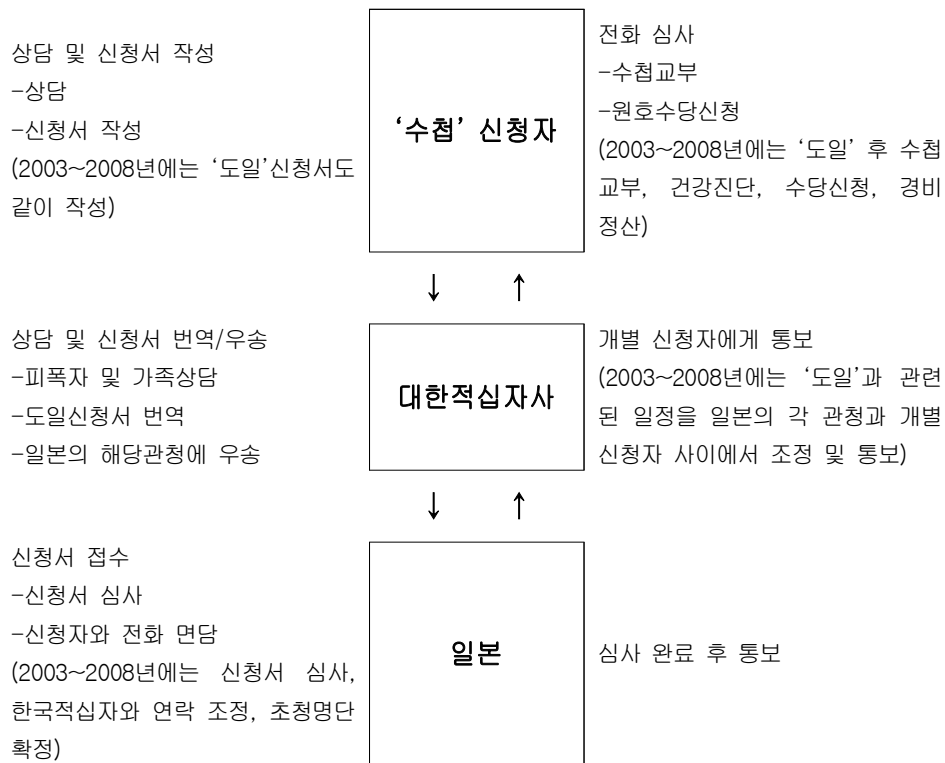 상담 및 신청서 작성
-상담
-신청서 작성
(2003~2008년에는 ‘도일’신청서도
같이 작성)
‘수첩’ 신청자
전화 심사
-수첩교부
-원호수당신청
(2003~2008년에는 ‘도일’ 후 수첩
교부, 건강진단, 수당신청, 경비
정산)
↓ ↑
상담 및 신청서 번역/우송
-피폭자 및 가족상담
-도일신청서 번역
-일본의 해당관청에 우송
대한적십자사
개별 신청자에게 통보
(2003~2008년에는 ‘도일’과 관련
된 일정을 일본의 각 관청과 개별
신청자 사이에서 조정 및 통보)
↓ ↑
신청서 접수
-신청서 심사
-신청자와 전화 면담
(2003~2008년에는 신청서 심사,
한국적십자와 연락 조정, 초청명단
확정)
일본
심사 완료 후 통보